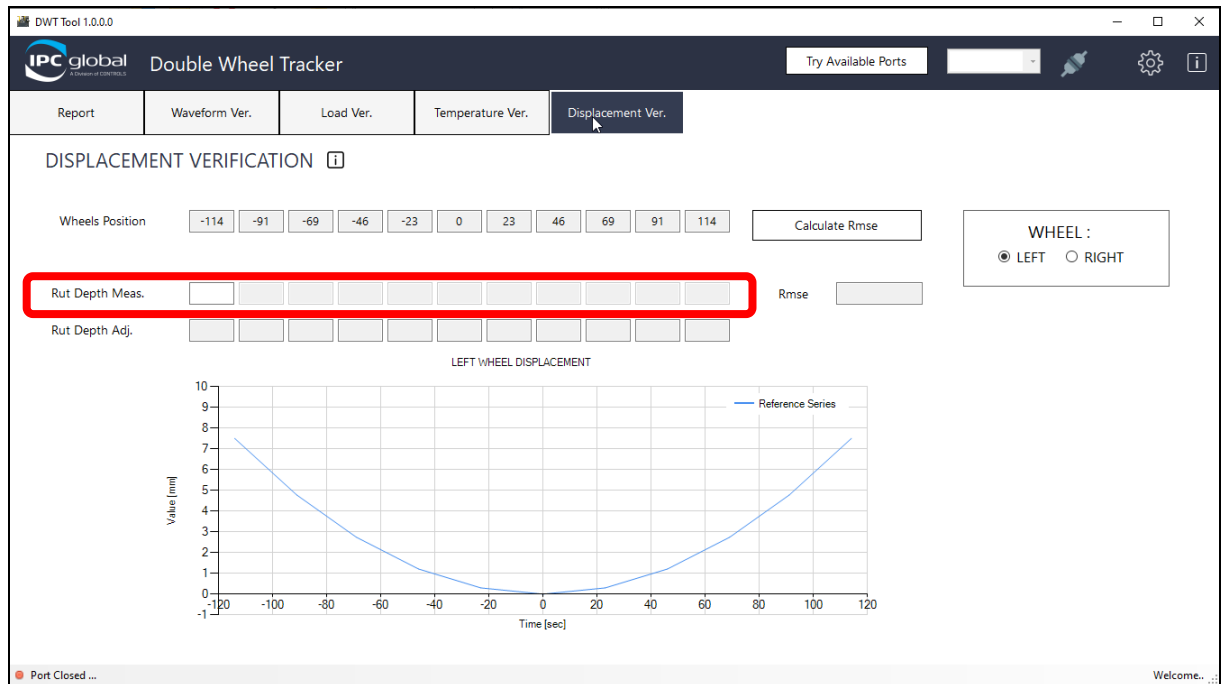 DWT Tool 1.0.0.0
IPC global
A Division of CONTROLS
Double Wheel Tracker
Try Available Ports
Report
Waveform Ver.
Load Ver.
Temperature Ver.
Displacement Ver.
DISPLACEMENT VERIFICATION i
Wheels Position -114 -91 -69 -46 -23 0 23 46 69 91 114
Calculate Rmse
WHEEL :
LEFT RIGHT
Rut Depth Meas.
Rmse
Rut Depth Adj.
LEFT WHEEL DISPLACEMENT
Reference Series
10
9
8
7
6
5
4
3
2
1
0
-1
Value [mm]
-120 -100 -80 -60 -40 -20 0 20 40 60 80 100 120
Time [sec]
Port Closed ...
Welcome..